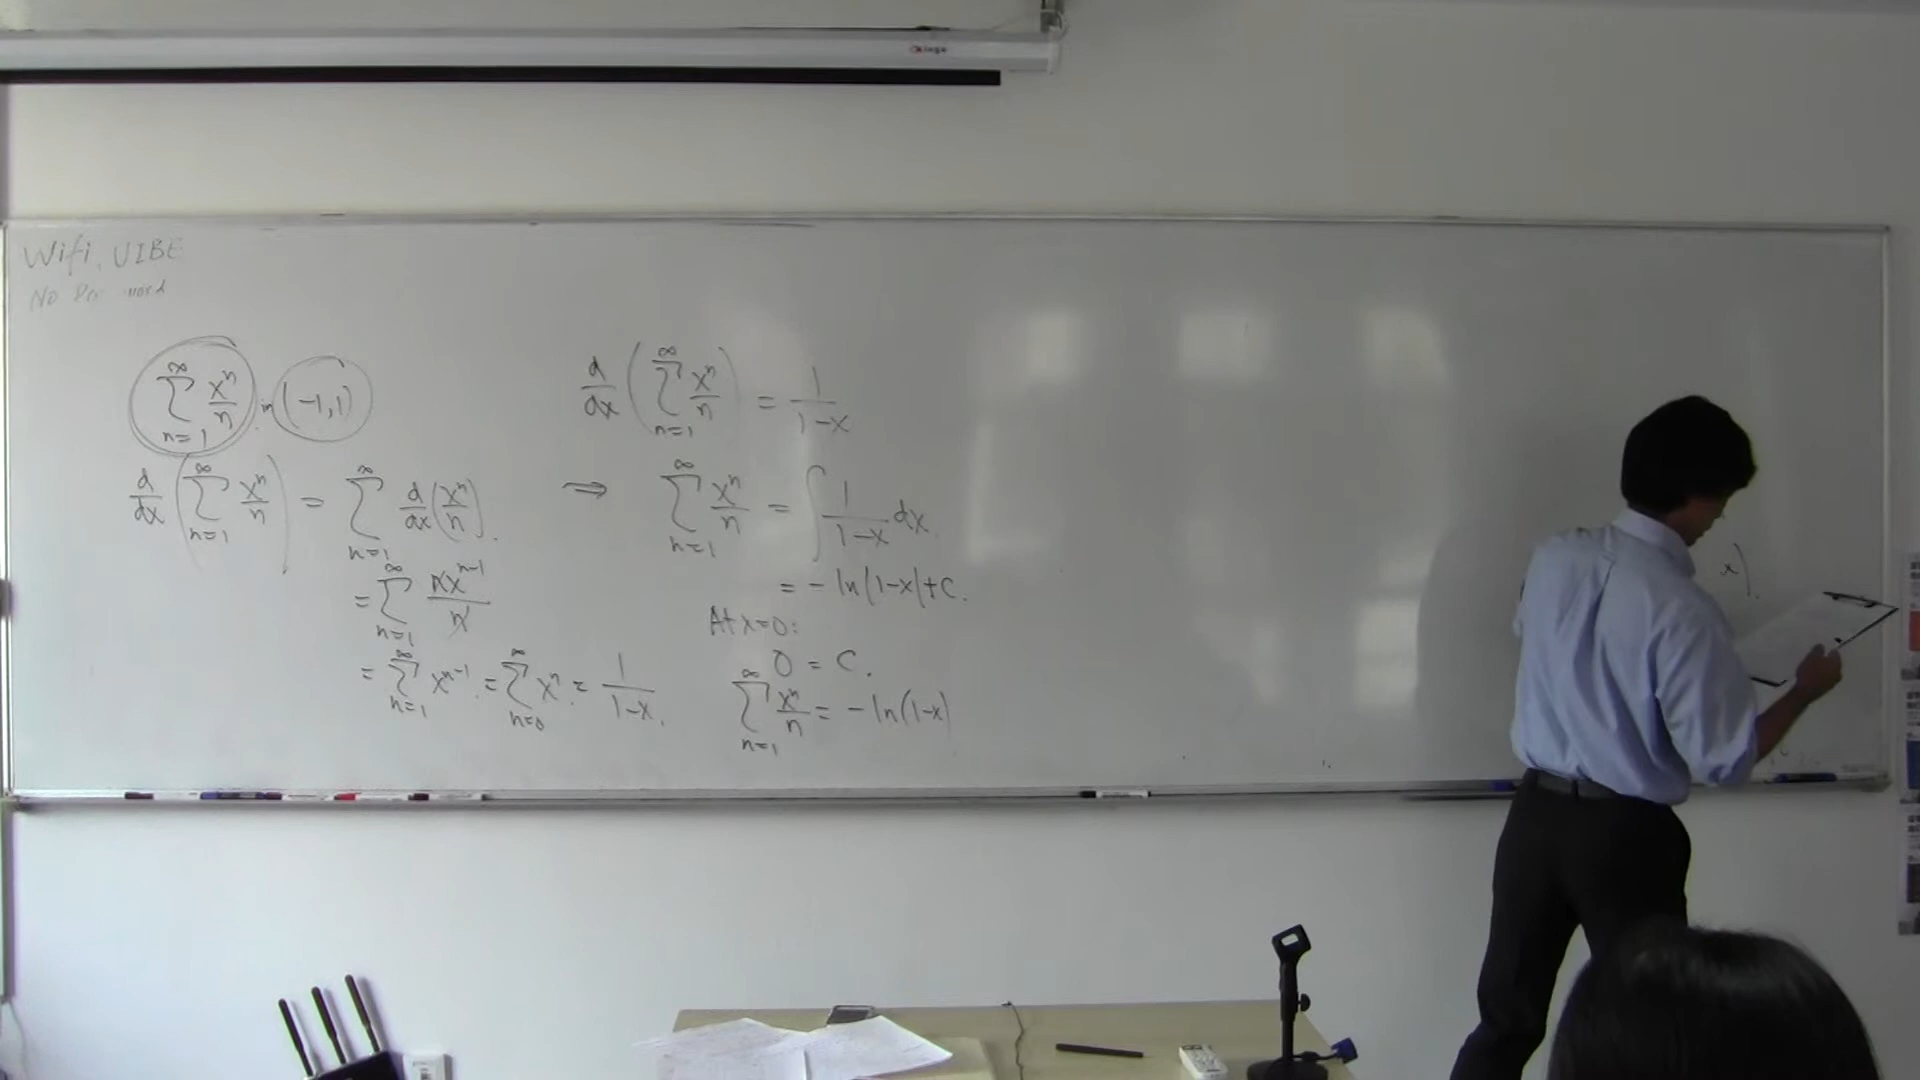 Wifi. UIBE
No
∑_{n=1}^{∞} x^n/n in (-1,1)
d/dx (∑_{n=1}^{∞} x^n/n) = ∑_{n=1}^{∞} d/dx (x^n/n).
= ∑_{n=1}^{∞} nx^{n-1}/n
= ∑_{n=1}^{∞} x^{n-1}. = ∑_{n=0}^{∞} x^n. = 1/(1-x).
d/dx (∑_{n=1}^{∞} x^n/n) = 1/(1-x)
⇒ ∑_{n=1}^{∞} x^n/n = ∫ 1/(1-x) dx.
= -ln|1-x|+C.
At x=0:
0 = C.
∑_{n=1}^{∞} x^n/n = -ln(1-x)
x).